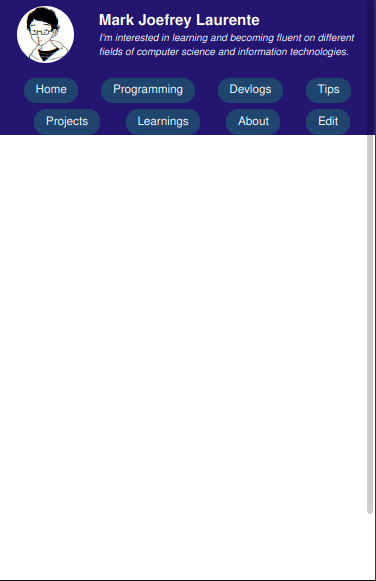 Mark Joefrey Laurente
I'm interested in learning and becoming fluent on different
fields of computer science and information technologies.
Home Programming Devlogs Tips
Projects Learnings About Edit